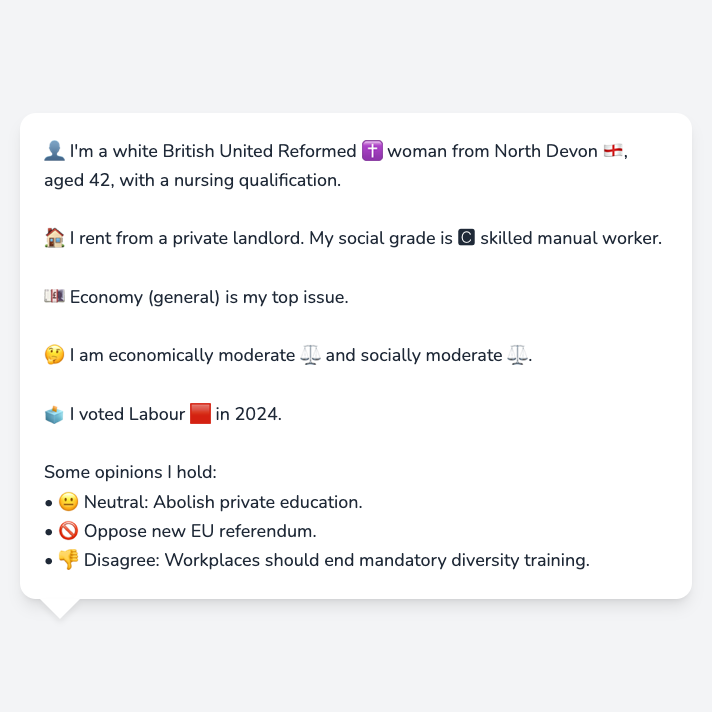 👤 I'm a white British United Reformed ✝️ woman from North Devon 🏴󠁧󠁢󠁥󠁮󠁧󠁿,
aged 42, with a nursing qualification.
🏠 I rent from a private landlord. My social grade is 🅲 skilled manual worker.
💷 Economy (general) is my top issue.
🤔 I am economically moderate ⚖️ and socially moderate ⚖️.
🗳️ I voted Labour 🟥 in 2024.
Some opinions I hold:
• 😐 Neutral: Abolish private education.
• 🚫 Oppose new EU referendum.
• 👎 Disagree: Workplaces should end mandatory diversity training.